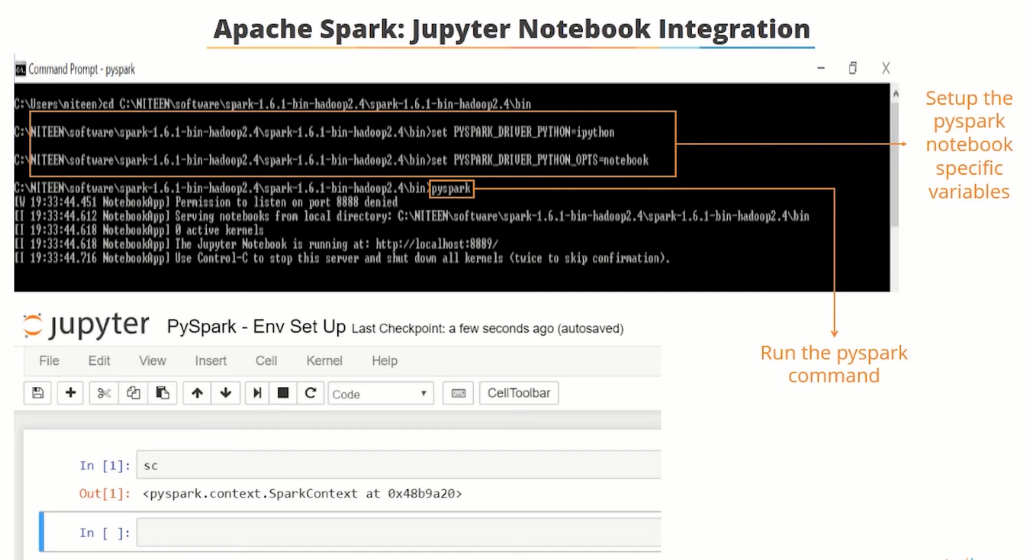 Apache Spark: Jupyter Notebook Integration
Command Prompt - pyspark
C:\Users\niteen>cd C:\NITEEN\software\spark-1.6.1-bin-hadoop2.4\spark-1.6.1-bin-hadoop2.4\bin
C:\NITEEN\software\spark-1.6.1-bin-hadoop2.4\spark-1.6.1-bin-hadoop2.4\bin>set PYSPARK_DRIVER_PYTHON=ipython
C:\NITEEN\software\spark-1.6.1-bin-hadoop2.4\spark-1.6.1-bin-hadoop2.4\bin>set PYSPARK_DRIVER_PYTHON_OPTS=notebook
C:\NITEEN\software\spark-1.6.1-bin-hadoop2.4\spark-1.6.1-bin-hadoop2.4\bin>pyspark
[W 19:33:44.451 NotebookApp] Permission to listen on port 8888 denied
[I 19:33:44.612 NotebookApp] Serving notebooks from local directory: C:\NITEEN\software\spark-1.6.1-bin-hadoop2.4\spark-1.6.1-bin-hadoop2.4\bin
[I 19:33:44.618 NotebookApp] 0 active kernels
[I 19:33:44.618 NotebookApp] The Jupyter Notebook is running at: http://localhost:8889/
[I 19:33:44.716 NotebookApp] Use Control-C to stop this server and shut down all kernels (twice to skip confirmation).
Setup the
pyspark
notebook
specific
variables
Run the pyspark
command
jupyter PySpark - Env Set Up Last Checkpoint: a few seconds ago (autosaved)
File Edit View Insert Cell Kernel Help
Code CellToolbar
In [1]: sc
Out[1]: <pyspark.context.SparkContext at 0x48b9a20>
In [ ]: